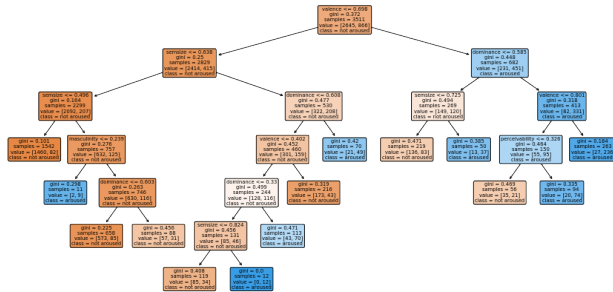 valence <= 0.698
gini = 0.372
samples = 3511
value = [2645, 866]
class = not aroused
semsize <= 0.638
gini = 0.25
samples = 2829
value = [2414, 415]
class = not aroused
dominance <= 0.585
gini = 0.448
samples = 682
value = [231, 451]
class = aroused
semsize <= 0.496
gini = 0.164
samples = 2299
value = [2092, 207]
class = not aroused
dominance <= 0.608
gini = 0.477
samples = 530
value = [322, 208]
class = not aroused
semsize <= 0.725
gini = 0.494
samples = 269
value = [149, 120]
class = not aroused
valence <= 0.801
gini = 0.318
samples = 413
value = [82, 331]
class = aroused
samples = 1542
value = [1460, 82]
class = not aroused
masculinity <= 0.239
gini = 0.276
samples = 757
value = [632, 125]
class = not aroused
valence <= 0.402
gini = 0.452
samples = 460
value = [301, 159]
class = not aroused
gini = 0.42
samples = 70
value = [21, 49]
class = aroused
gini = 0.471
samples = 219
value = [136, 83]
class = not aroused
gini = 0.385
samples = 50
value = [13, 37]
class = aroused
perceivability <= 0.326
gini = 0.464
samples = 150
value = [55, 95]
class = aroused
gini = 0.184
samples = 263
value = [27, 236]
class = aroused
gini = 0.298
samples = 11
value = [2, 9]
class = aroused
dominance <= 0.603
gini = 0.263
samples = 746
value = [630, 116]
class = not aroused
dominance <= 0.33
gini = 0.499
samples = 244
value = [128, 116]
class = not aroused
gini = 0.319
samples = 216
value = [173, 43]
class = not aroused
gini = 0.469
samples = 56
value = [35, 21]
class = not aroused
gini = 0.335
samples = 94
value = [20, 74]
class = aroused
gini = 0.225
samples = 658
value = [573, 85]
class = not aroused
gini = 0.456
samples = 88
value = [57, 31]
class = not aroused
semsize <= 0.824
gini = 0.456
samples = 131
value = [85, 46]
class = not aroused
gini = 0.471
samples = 113
value = [43, 70]
class = aroused
gini = 0.408
samples = 119
value = [85, 34]
class = not aroused
gini = 0.0
samples = 12
value = [0, 12]
class = aroused